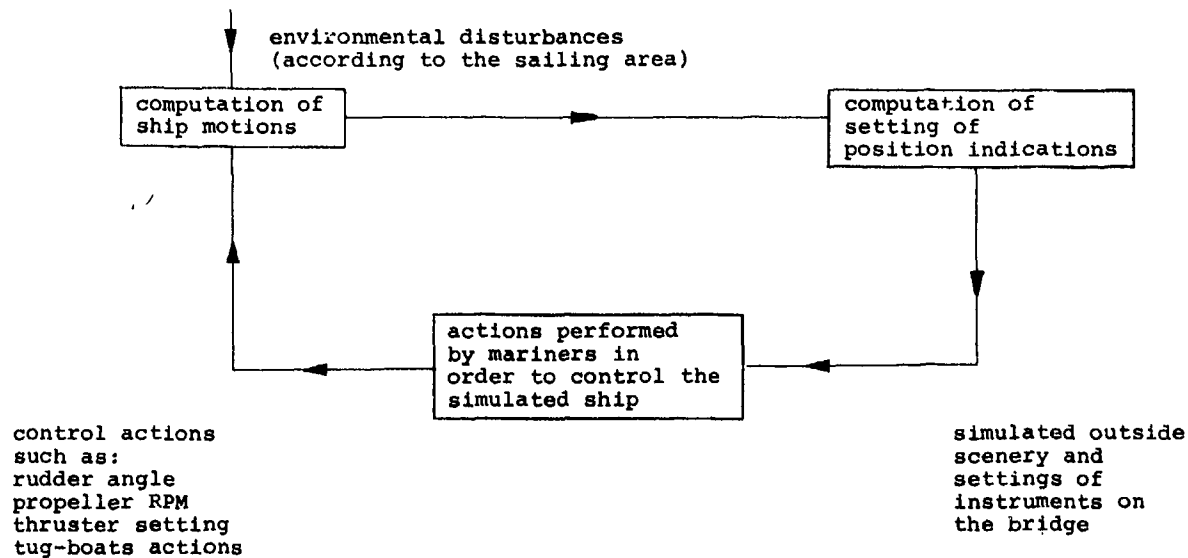 environmental disturbances
(according to the sailing area)
computation of
ship motions
computation of
setting of
position indications
actions performed
by mariners in
order to control the
simulated ship
control actions
such as:
rudder angle
propeller RPM
thruster setting
tug-boats actions
simulated outside
scenery and
settings of
instruments on
the bridge